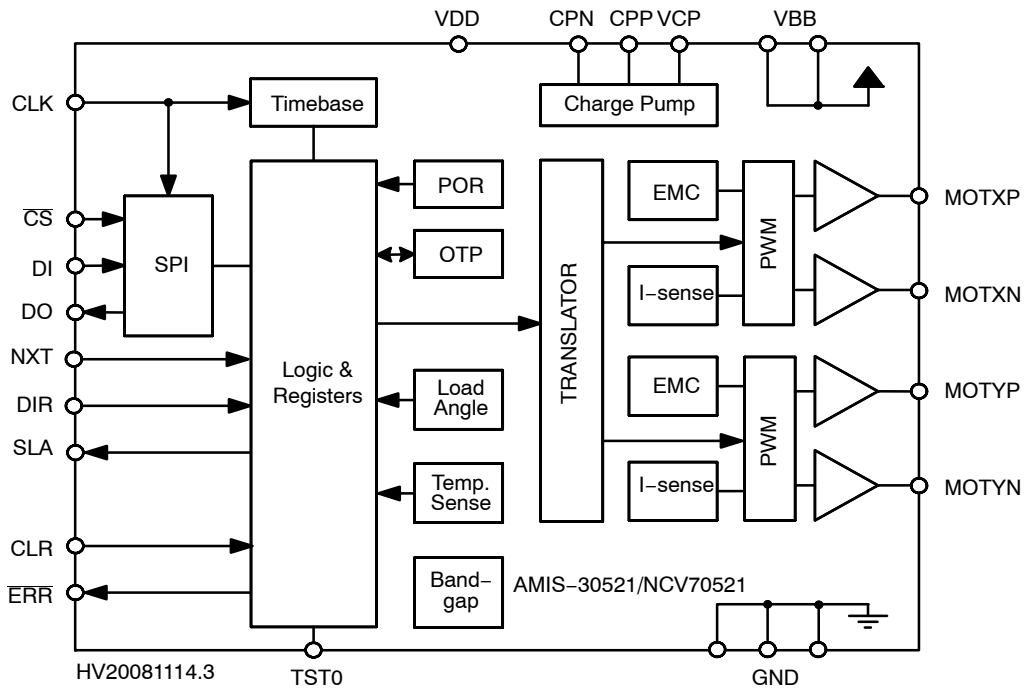 VDD
CPN CPP VCP
VBB
CLK
Timebase
Charge Pump
POR
EMC
MOTXP
CS
DI
SPI
OTP
PWM
DO
I−sense
MOTXN
NXT
TRANSLATOR
Logic &
Registers
DIR
Load
Angle
EMC
MOTYP
SLA
PWM
Temp.
Sense
I−sense
MOTYN
CLR
ERR
Band−
gap
AMIS−30521/NCV70521
HV20081114.3
TST0
GND